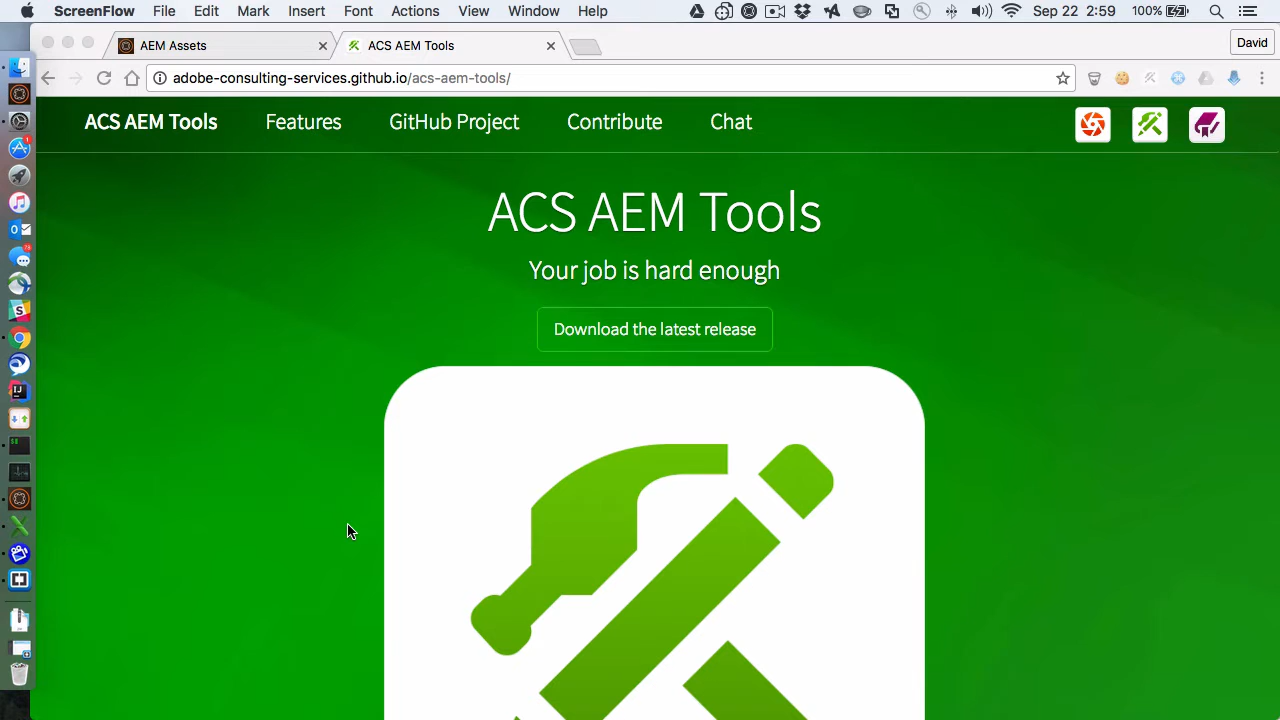 ScreenFlow File Edit Mark Insert Font Actions View Window Help Sep 22 2:59 100%
AEM Assets ACS AEM Tools David
adobe-consulting-services.github.io/acs-aem-tools/
ACS AEM Tools Features GitHub Project Contribute Chat
ACS AEM Tools
Your job is hard enough
Download the latest release